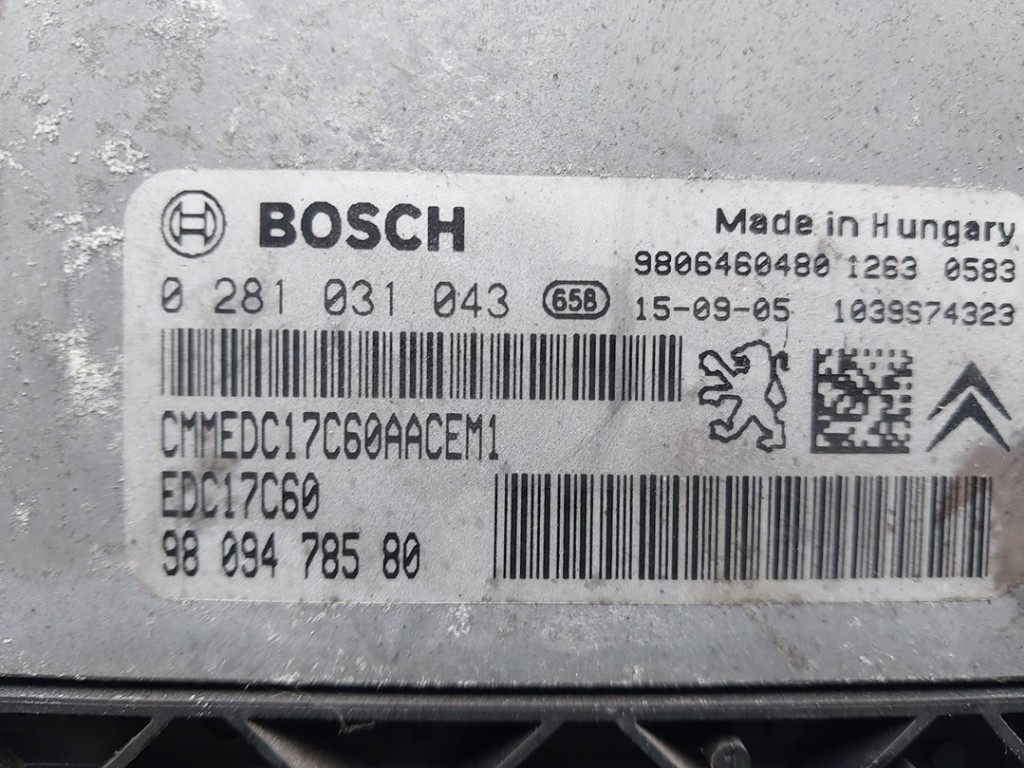 BOSCH
Made in Hungary
9806460480 1263 0583
0 281 031 043 65B 15-09-05 1039S74323
CMMEDC17C60AACEM1
EDC17C60
98 094 785 80